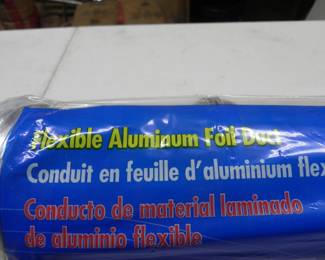 Flexible Aluminum Foil Duct
Conduit en feuille d'aluminium flex
Conducto de material laminado
de aluminio flexible